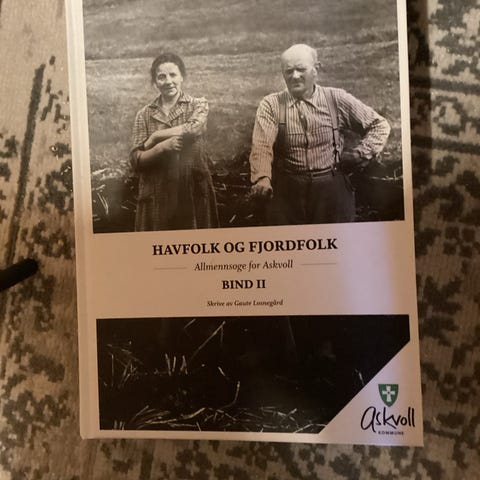 HAVFOLK OG FJORDFOLK
Allmennsoge for Askvoll
BIND II
Skrive av Gaute Losnegård
Askvoll
KOMMUNE